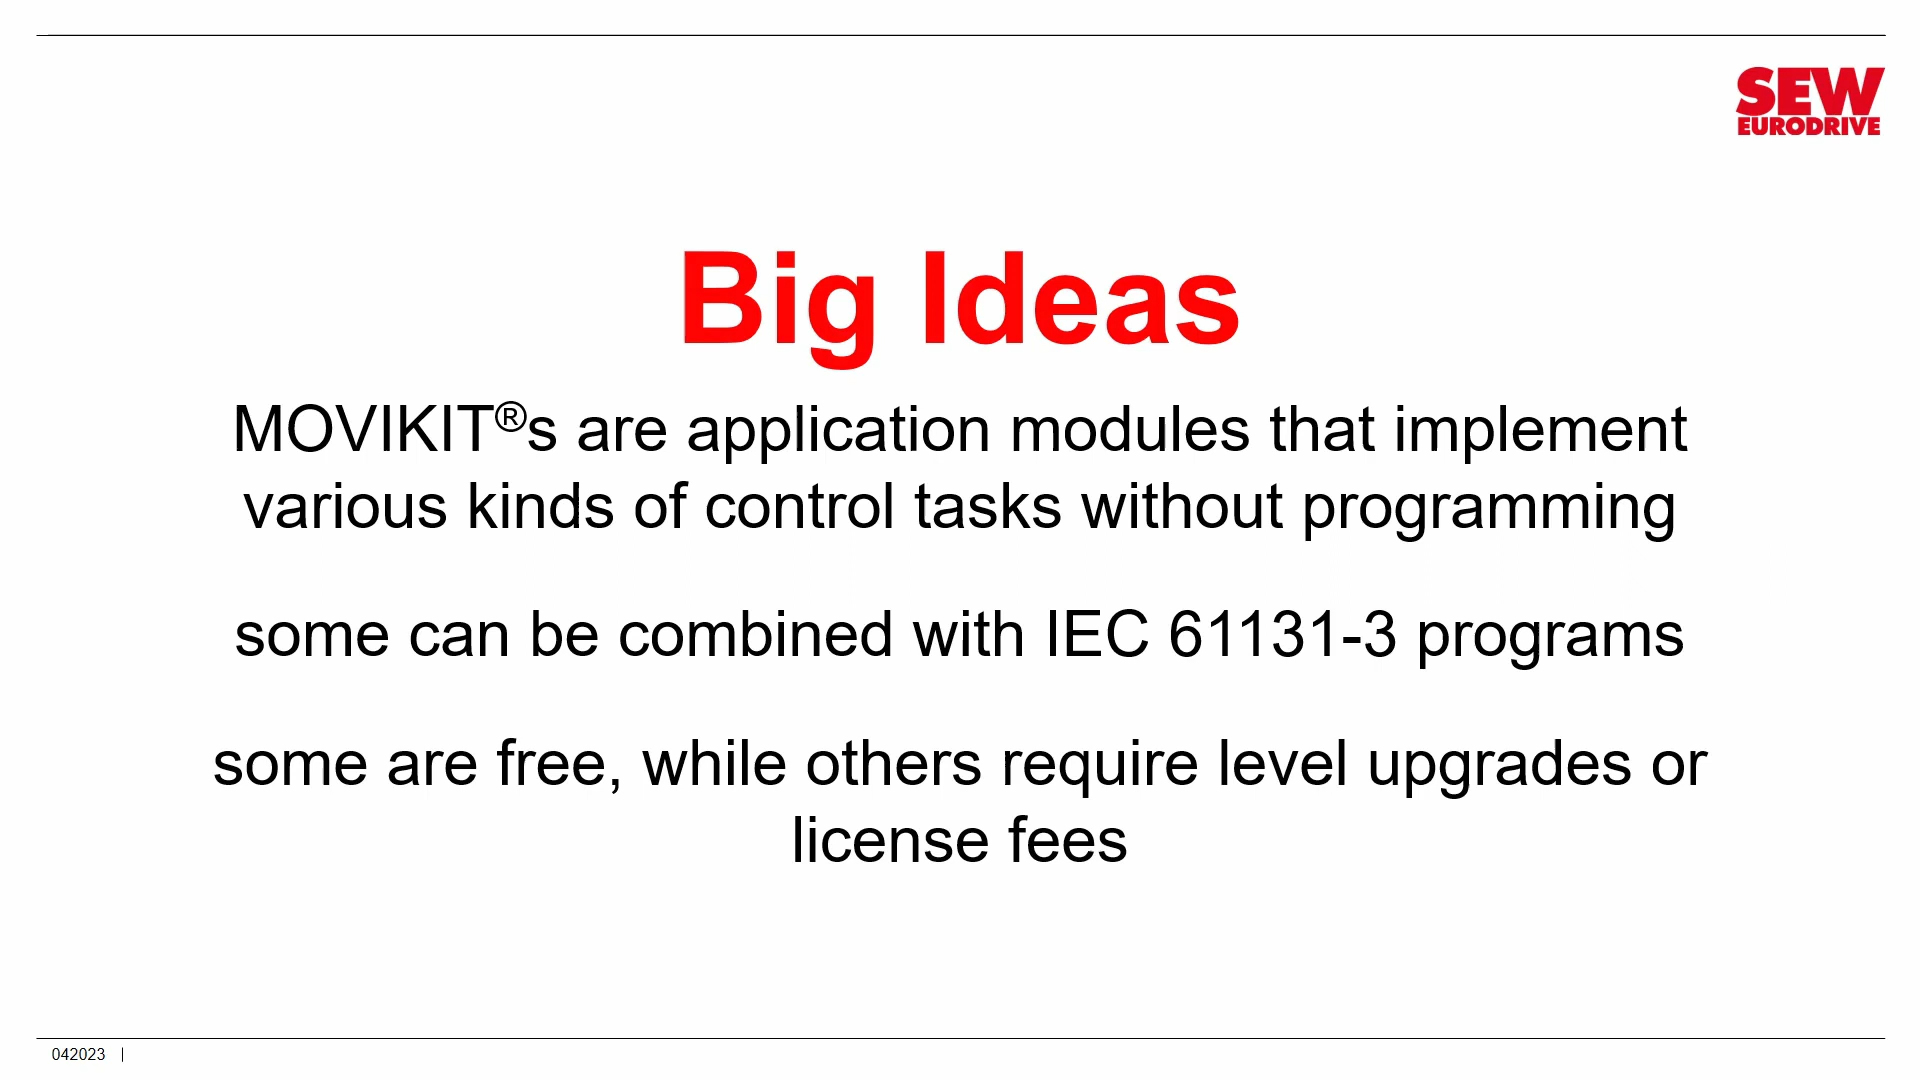 SEW
EURODRIVE
Big Ideas
MOVIKIT®s are application modules that implement
various kinds of control tasks without programming
some can be combined with IEC 61131-3 programs
some are free, while others require level upgrades or
license fees
042023 |